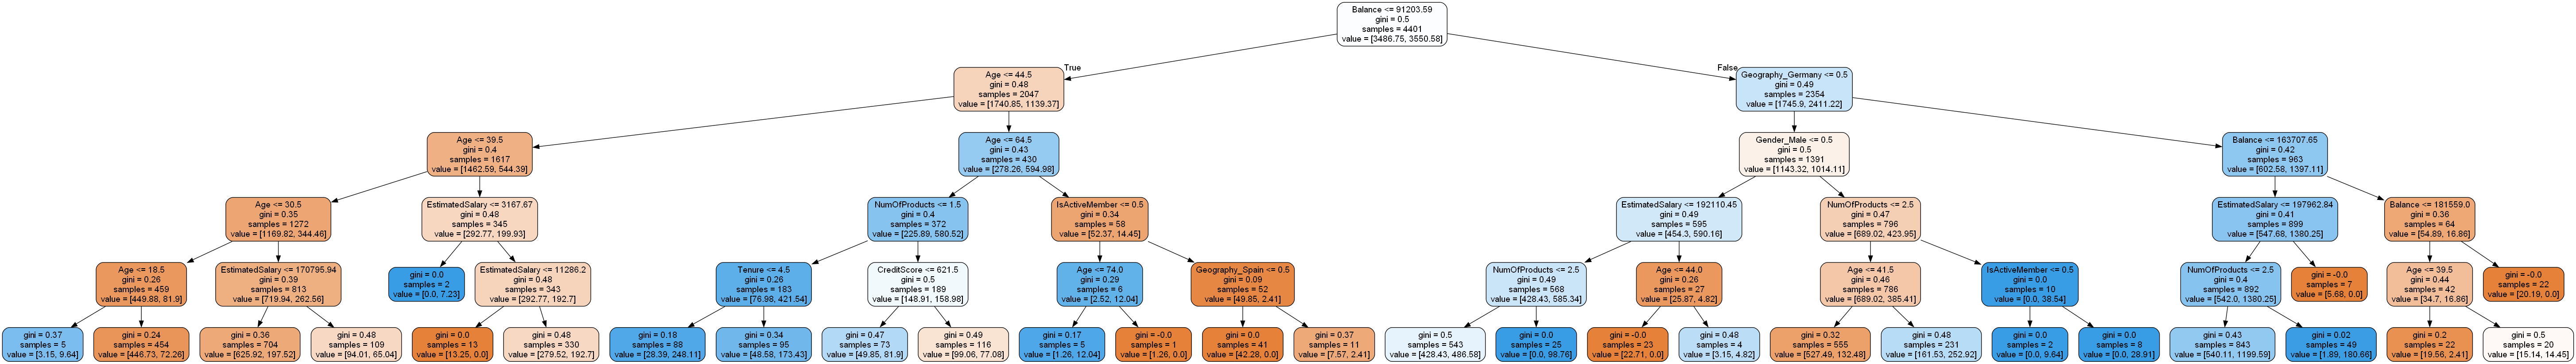 Balance <= 91203.59
gini = 0.5
samples = 4401
value = [3486.75, 3550.58]
True
False
Age <= 44.5
gini = 0.48
samples = 2047
value = [1740.85, 1139.37]
Geography_Germany <= 0.5
gini = 0.49
samples = 2354
value = [1745.9, 2411.22]
Age <= 39.5
gini = 0.4
samples = 1617
value = [1462.59, 544.39]
Age <= 64.5
gini = 0.43
samples = 430
value = [278.26, 594.98]
Gender_Male <= 0.5
gini = 0.5
samples = 1391
value = [1143.32, 1014.11]
Balance <= 163707.65
gini = 0.42
samples = 963
value = [602.58, 1397.11]
Age <= 30.5
gini = 0.35
samples = 1272
value = [1169.82, 344.46]
EstimatedSalary <= 3167.67
gini = 0.48
samples = 345
value = [292.77, 199.93]
NumOfProducts <= 1.5
gini = 0.4
samples = 372
value = [225.89, 580.52]
IsActiveMember <= 0.5
gini = 0.34
samples = 58
value = [52.37, 14.45]
EstimatedSalary <= 192110.45
gini = 0.49
samples = 595
value = [454.3, 590.16]
NumOfProducts <= 2.5
gini = 0.47
samples = 796
value = [689.02, 423.95]
EstimatedSalary <= 197962.84
gini = 0.41
samples = 899
value = [547.68, 1380.25]
Balance <= 181559.0
gini = 0.36
samples = 64
value = [54.89, 16.86]
Age <= 18.5
gini = 0.26
samples = 459
value = [449.88, 81.9]
EstimatedSalary <= 170795.94
gini = 0.39
samples = 813
value = [719.94, 262.56]
gini = 0.0
samples = 2
value = [0.0, 7.23]
EstimatedSalary <= 11286.2
gini = 0.48
samples = 343
value = [292.77, 192.7]
Tenure <= 4.5
gini = 0.26
samples = 183
value = [76.98, 421.54]
CreditScore <= 621.5
gini = 0.5
samples = 189
value = [148.91, 158.98]
Age <= 74.0
gini = 0.29
samples = 6
value = [2.52, 12.04]
Geography_Spain <= 0.5
gini = 0.09
samples = 52
value = [49.85, 2.41]
NumOfProducts <= 2.5
gini = 0.49
samples = 568
value = [428.43, 585.34]
Age <= 44.0
gini = 0.26
samples = 27
value = [25.87, 4.82]
Age <= 41.5
gini = 0.46
samples = 786
value = [689.02, 385.41]
IsActiveMember <= 0.5
gini = 0.0
samples = 10
value = [0.0, 38.54]
NumOfProducts <= 2.5
gini = 0.4
samples = 892
value = [542.0, 1380.25]
gini = -0.0
samples = 7
value = [5.68, 0.0]
Age <= 39.5
gini = 0.44
samples = 42
value = [34.7, 16.86]
gini = -0.0
samples = 22
value = [20.19, 0.0]
gini = 0.37
samples = 5
value = [3.15, 9.64]
gini = 0.24
samples = 454
value = [446.73, 72.26]
gini = 0.36
samples = 704
value = [625.92, 197.52]
gini = 0.48
samples = 109
value = [94.01, 65.04]
gini = 0.0
samples = 13
value = [13.25, 0.0]
gini = 0.48
samples = 330
value = [279.52, 192.7]
gini = 0.18
samples = 88
value = [28.39, 248.11]
gini = 0.34
samples = 95
value = [48.58, 173.43]
gini = 0.47
samples = 73
value = [49.85, 81.9]
gini = 0.49
samples = 116
value = [99.06, 77.08]
gini = 0.17
samples = 5
value = [1.26, 12.04]
gini = -0.0
samples = 1
value = [1.26, 0.0]
gini = 0.0
samples = 41
value = [42.28, 0.0]
gini = 0.37
samples = 11
value = [7.57, 2.41]
gini = 0.5
samples = 543
value = [428.43, 486.58]
gini = 0.0
samples = 25
value = [0.0, 98.76]
gini = -0.0
samples = 23
value = [22.71, 0.0]
gini = 0.48
samples = 4
value = [3.15, 4.82]
gini = 0.32
samples = 555
value = [527.49, 132.48]
gini = 0.48
samples = 231
value = [161.53, 252.92]
gini = 0.0
samples = 2
value = [0.0, 9.64]
gini = 0.0
samples = 8
value = [0.0, 28.91]
gini = 0.43
samples = 843
value = [540.11, 1199.59]
gini = 0.02
samples = 49
value = [1.89, 180.66]
gini = 0.2
samples = 22
value = [19.56, 2.41]
gini = 0.5
samples = 20
value = [15.14, 14.45]